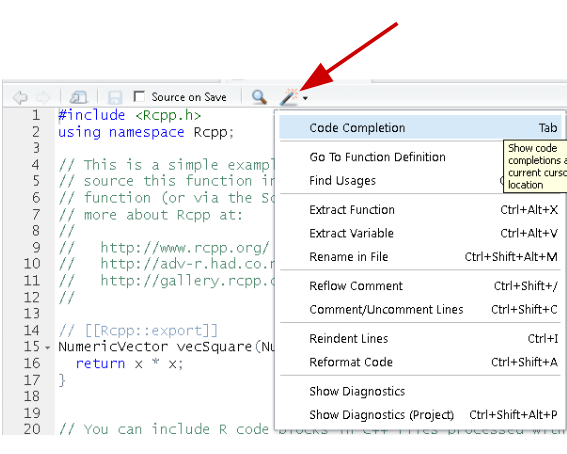 Source on Save
1 #include <Rcpp.h>
2 using namespace Rcpp;
3
4 // This is a simple exampl
5 // source this function in
6 // function (or via the So
7 // more about Rcpp at:
8 //
9 //   http://www.rcpp.org/
10 //   http://adv-r.had.co.n
11 //   http://gallery.rcpp.o
12 //
13
14 // [[Rcpp::export]]
15 NumericVector vecSquare(Nu
16   return x * x;
17 }
18
19
20 // You can include R code blocks in C++ files processed with
Code Completion Tab
Go To Function Definition
Find Usages
Extract Function Ctrl+Alt+X
Extract Variable Ctrl+Alt+V
Rename in File Ctrl+Shift+Alt+M
Reflow Comment Ctrl+Shift+/
Comment/Uncomment Lines Ctrl+Shift+C
Reindent Lines Ctrl+I
Reformat Code Ctrl+Shift+A
Show Diagnostics
Show Diagnostics (Project) Ctrl+Shift+Alt+P
Show code
completions a
current curso
location